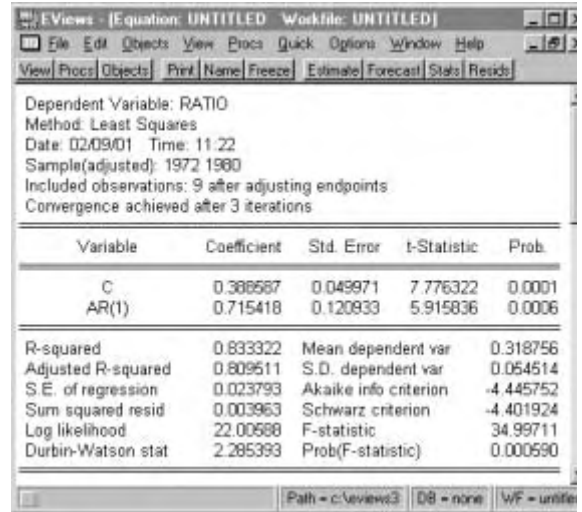 EViews - [Equation: UNTITLED Workfile: UNTITLED]
File Edit Objects View Procs Quick Options Window Help
View Procs Objects Print Name Freeze Estimate Forecast Stats Resids
Dependent Variable: RATIO
Method: Least Squares
Date: 02/09/01 Time: 11:22
Sample(adjusted): 1972 1980
Included observations: 9 after adjusting endpoints
Convergence achieved after 3 iterations
Variable Coefficient Std. Error t-Statistic Prob.
C 0.388587 0.049971 7.776322 0.0001
AR(1) 0.715418 0.120933 5.915836 0.0006
R-squared 0.833322 Mean dependent var 0.318756
Adjusted R-squared 0.809511 S.D. dependent var 0.054514
S.E. of regression 0.023793 Akaike info criterion -4.445752
Sum squared resid 0.003963 Schwarz criterion -4.401924
Log likelihood 22.00588 F-statistic 34.99711
Durbin-Watson stat 2.285393 Prob(F-statistic) 0.000590
Path = c:\eviews3 DB = none WF = untitle